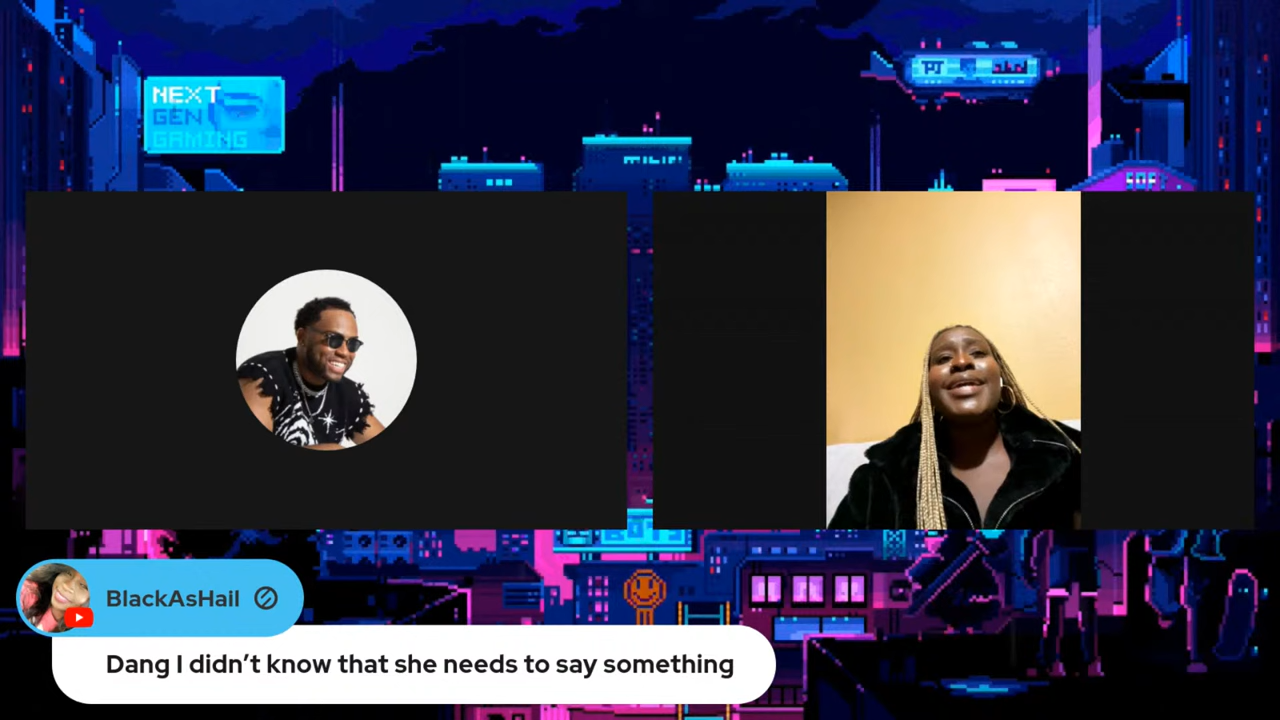 NEXT
GEN
GAMING
BlackAsHail
Dang I didn't know that she needs to say something